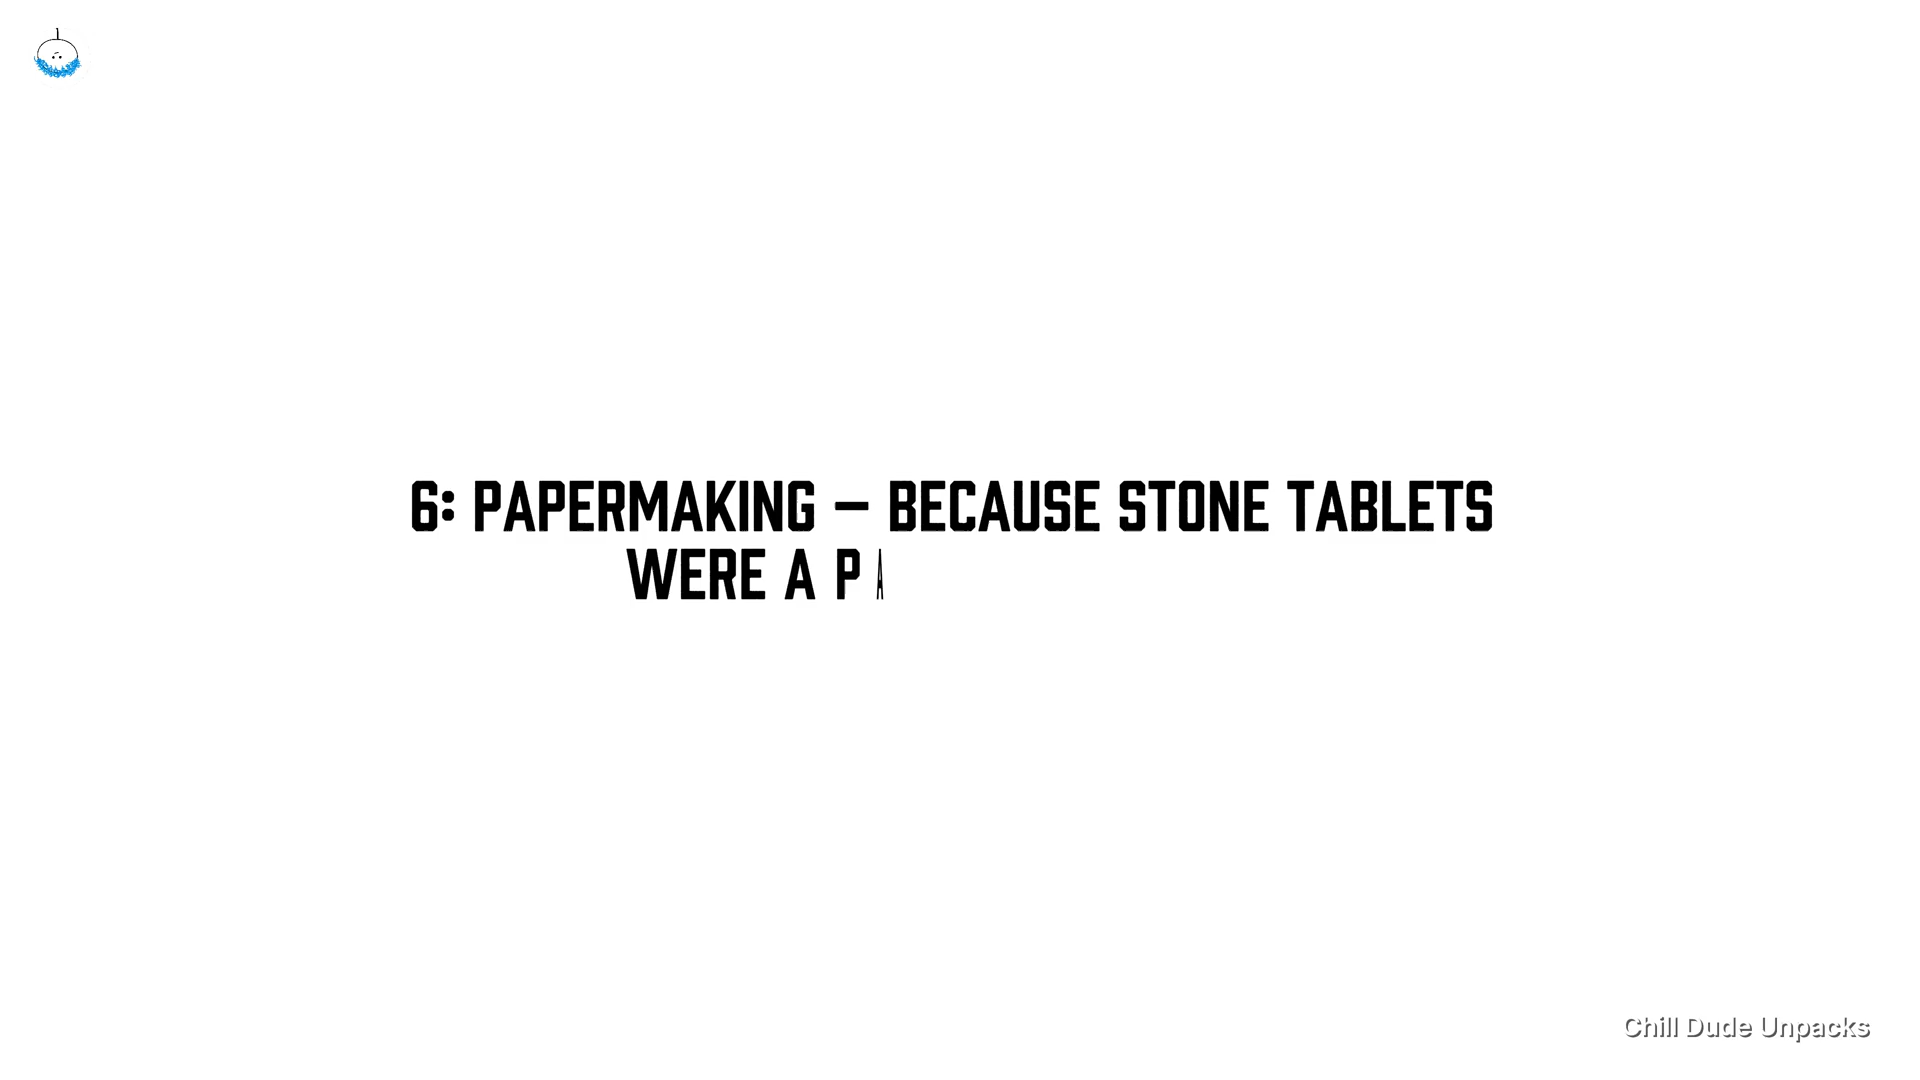 6: PAPERMAKING – BECAUSE STONE TABLETS
WERE A P A
Chill Dude Unpacks